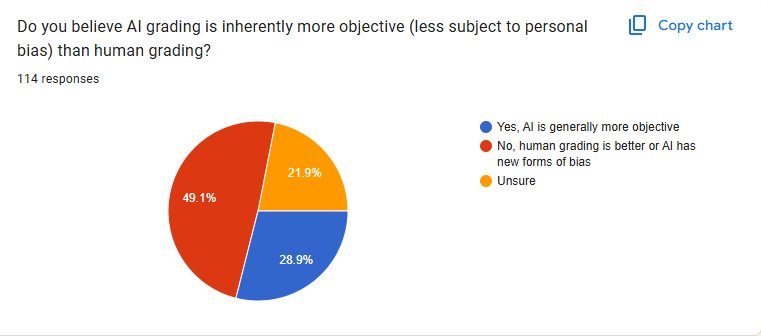 Do you believe AI grading is inherently more objective (less subject to personal
bias) than human grading?
Copy chart
114 responses
49.1%
21.9%
28.9%
Yes, AI is generally more objective
No, human grading is better or AI has
new forms of bias
Unsure